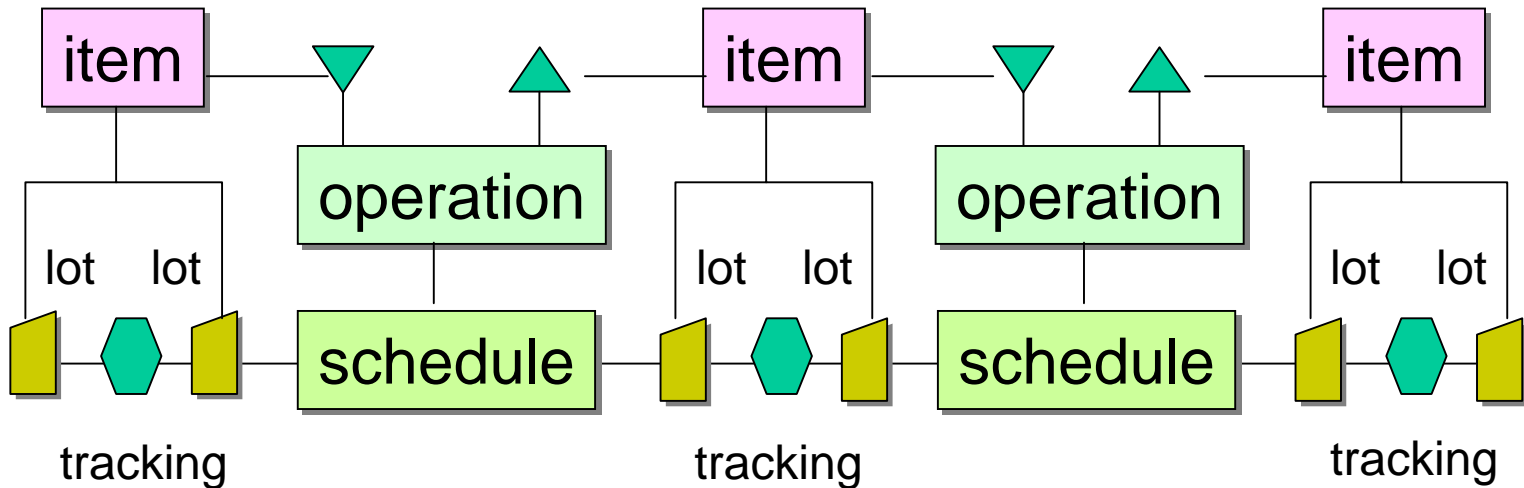 item item item
operation operation
lot lot lot lot lot lot
schedule schedule
tracking tracking tracking